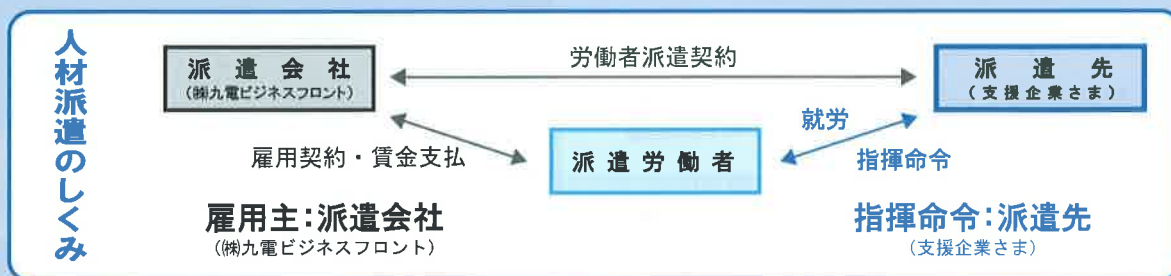 人材派遣のしくみ
派遣会社
(㈱九電ビジネスフロント)
労働者派遣契約
派遣先
(支援企業さま)
就労
雇用契約・賃金支払
派遣労働者
指揮命令
雇用主:派遣会社
(㈱九電ビジネスフロント)
指揮命令:派遣先
(支援企業さま)